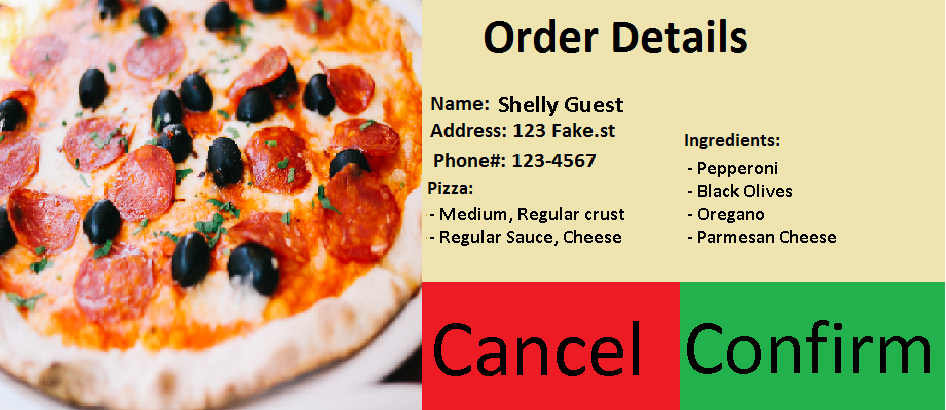 Order Details
Name: Shelly Guest
Address: 123 Fake.st
Phone#: 123-4567
Pizza:
- Medium, Regular crust
- Regular Sauce, Cheese
Ingredients:
- Pepperoni
- Black Olives
- Oregano
- Parmesan Cheese
Cancel
Confirm